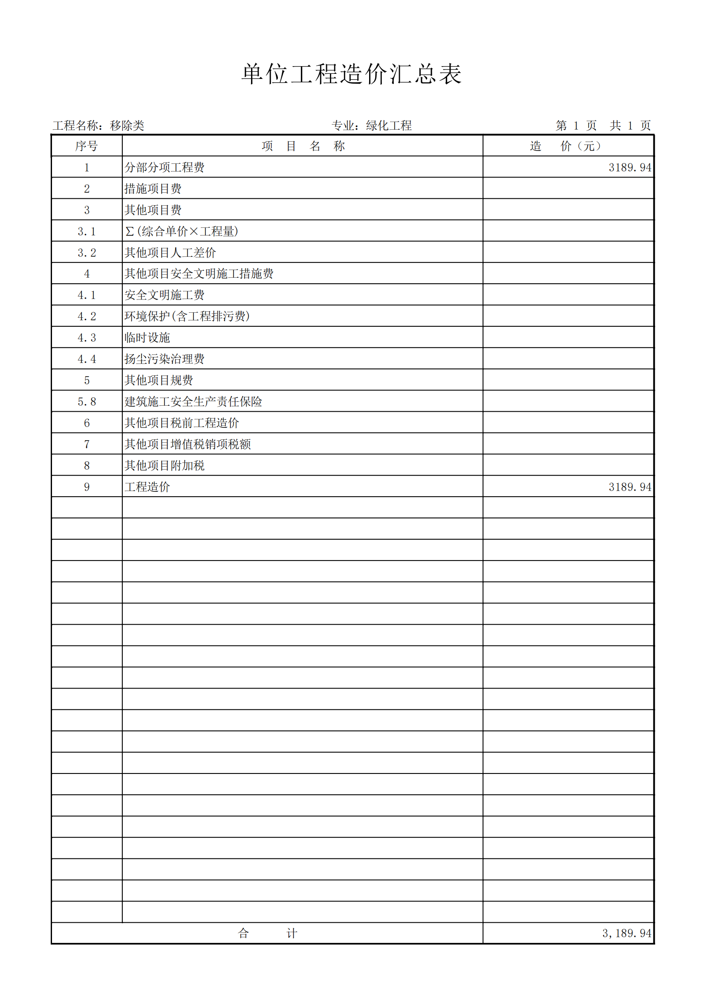 单位工程造价汇总表
工程名称：移除类 专业：绿化工程 第 1 页 共 1 页
序号 项 目 名 称 造 价（元）
1 分部分项工程费 3189.94
2 措施项目费
3 其他项目费
3.1 Σ(综合单价×工程量)
3.2 其他项目人工差价
4 其他项目安全文明施工措施费
4.1 安全文明施工费
4.2 环境保护(含工程排污费)
4.3 临时设施
4.4 扬尘污染治理费
5 其他项目规费
5.8 建筑施工安全生产责任保险
6 其他项目税前工程造价
7 其他项目增值税销项税额
8 其他项目附加税
9 工程造价 3189.94
合 计 3,189.94